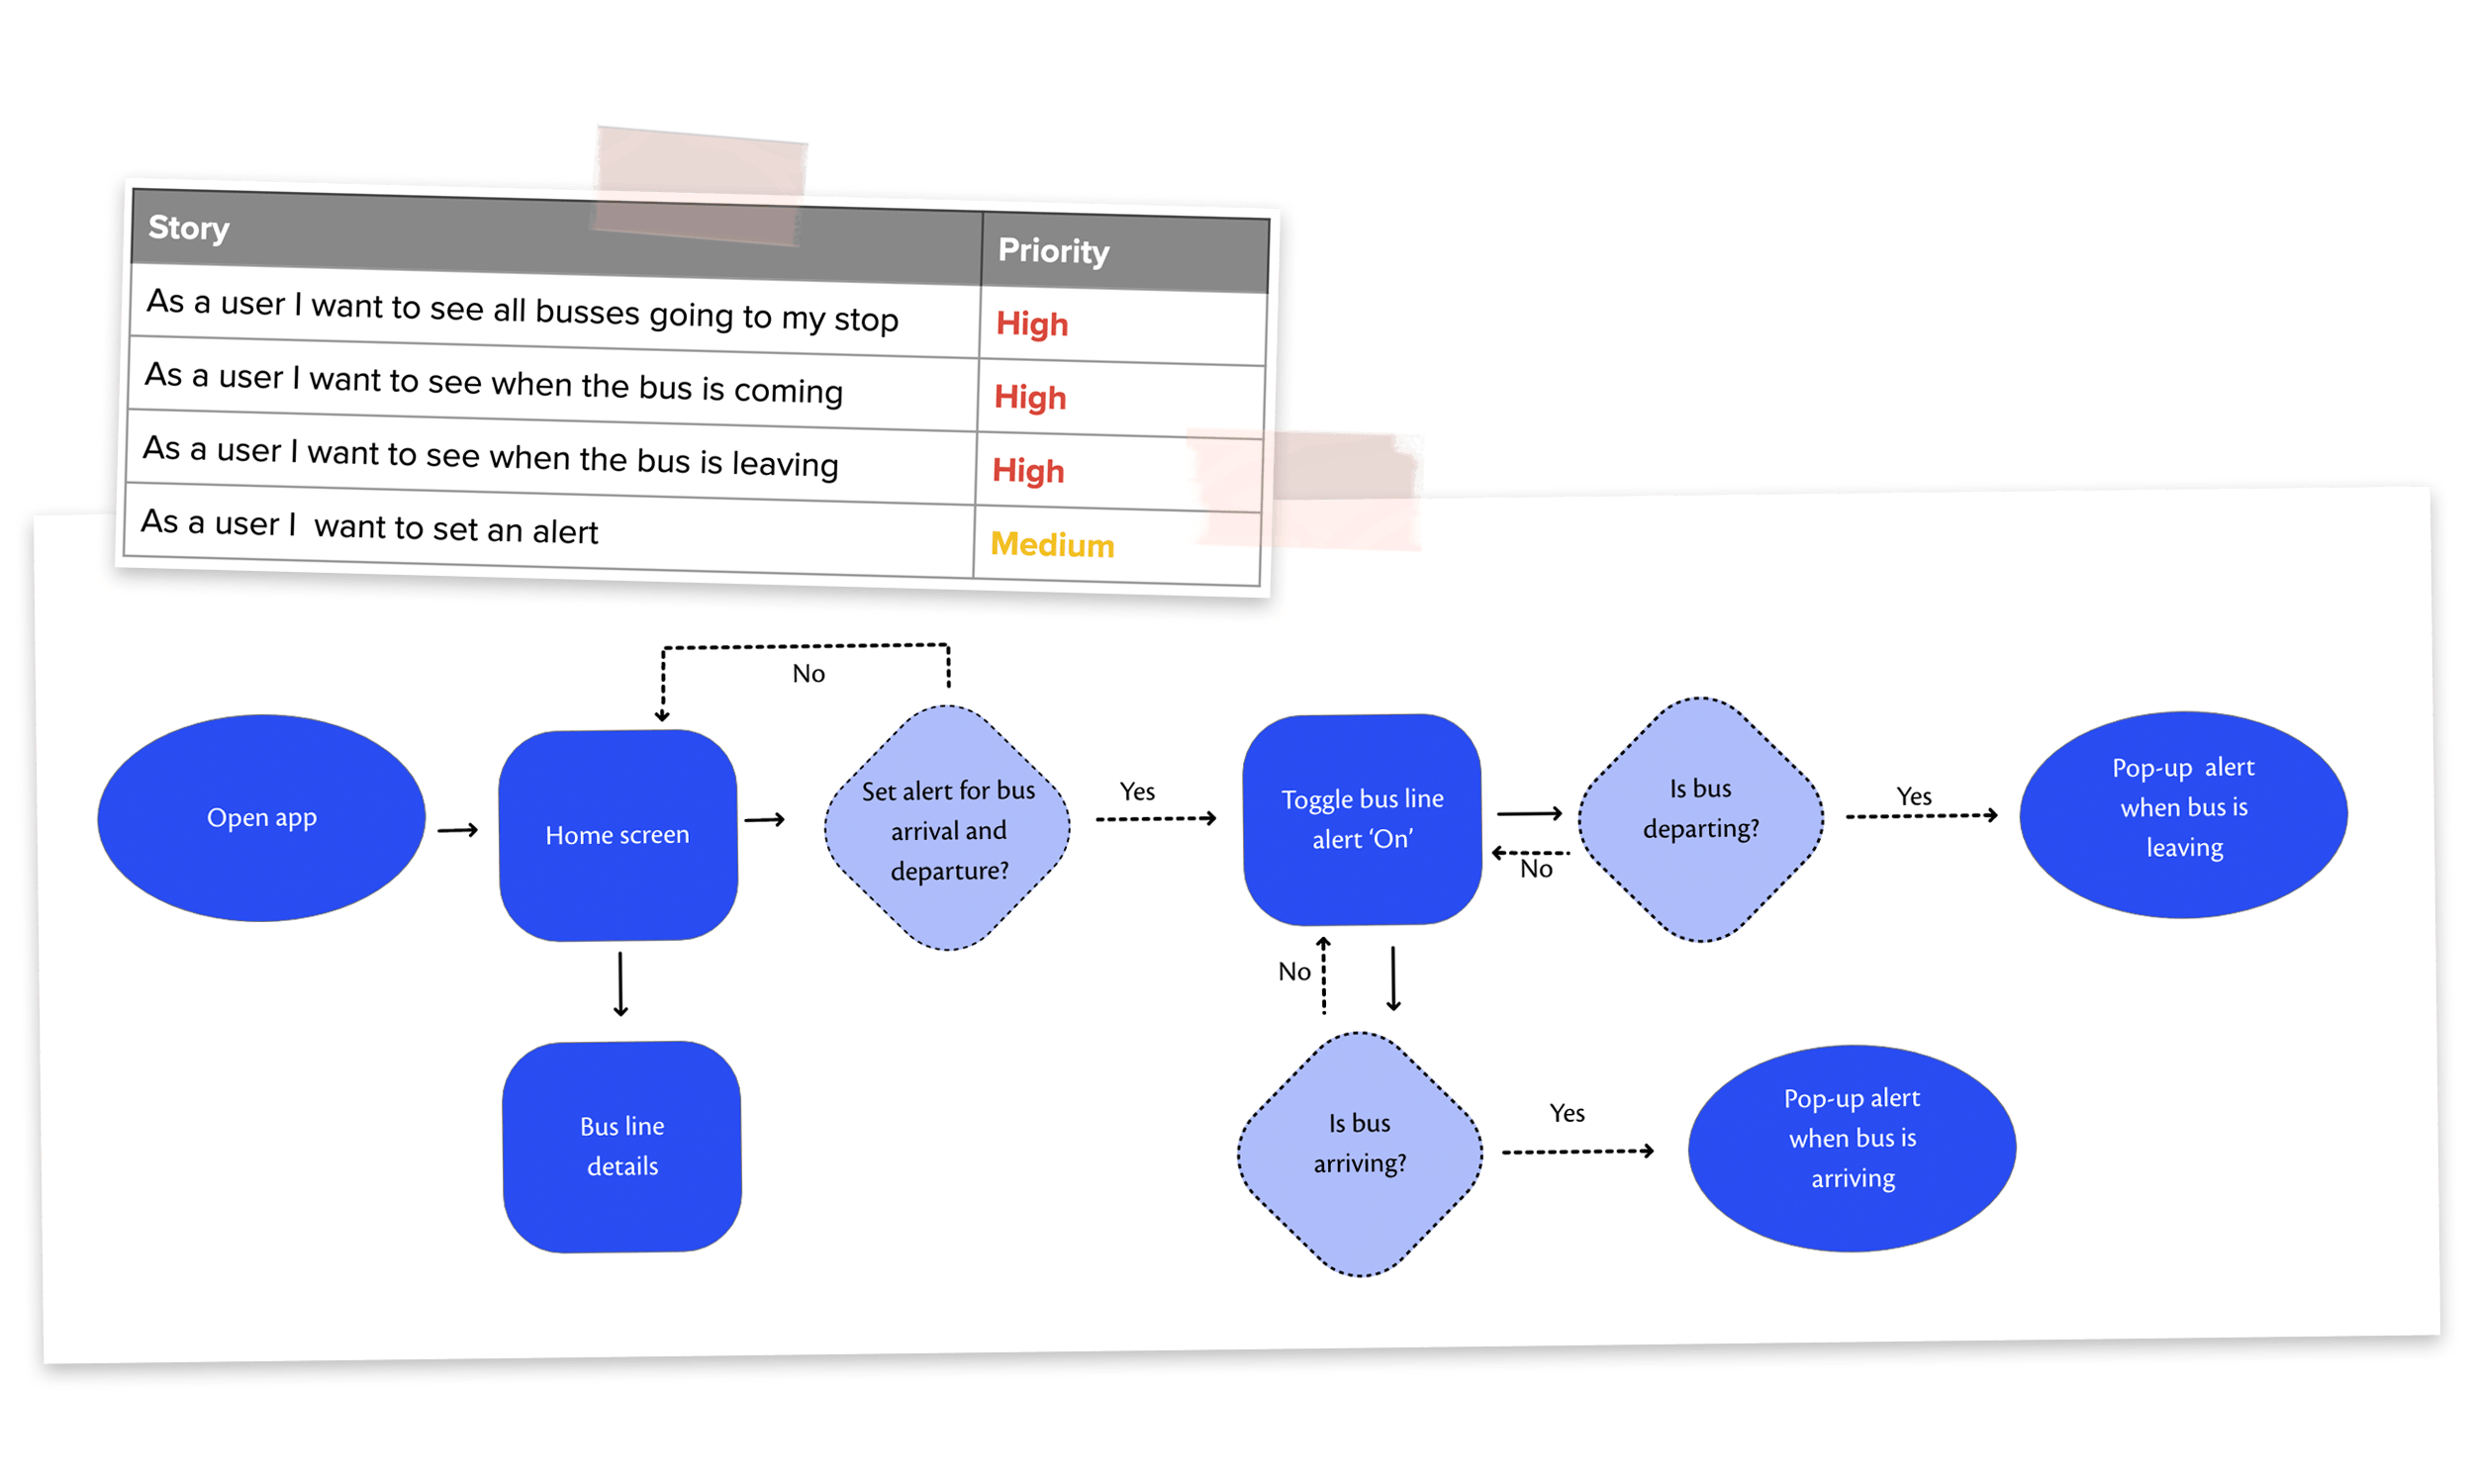 Story
Priority
As a user I want to see all busses going to my stop
High
As a user I want to see when the bus is coming
High
As a user I want to see when the bus is leaving
High
As a user I  want to set an alert
Medium
No
Open app
Home screen
Set alert for bus
arrival and
departure?
Yes
Toggle bus line
alert ‘On’
Is bus
departing?
No
Yes
Pop-up  alert
when bus is
leaving
Bus line
details
No
Is bus
arriving?
Yes
Pop-up alert
when bus is
arriving